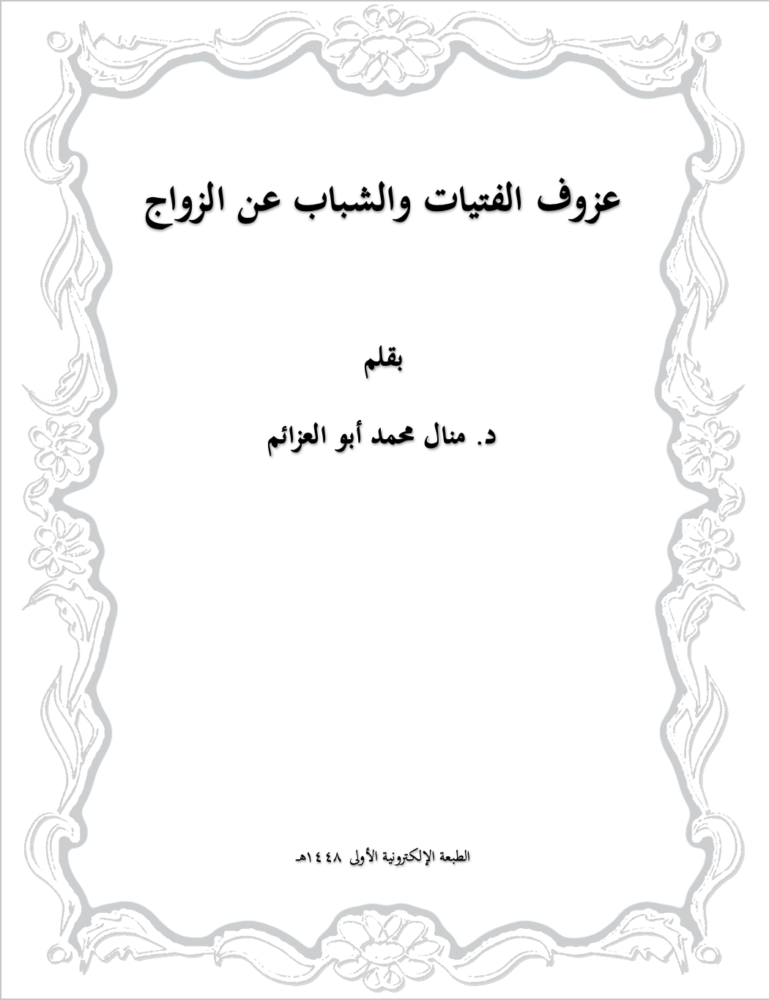 عزوف الفتيات والشباب عن الزواج
بقلم
د. منال محمد أبو العزائم
الطبعة الإلكترونية الأولى ١٤٤٨هـ